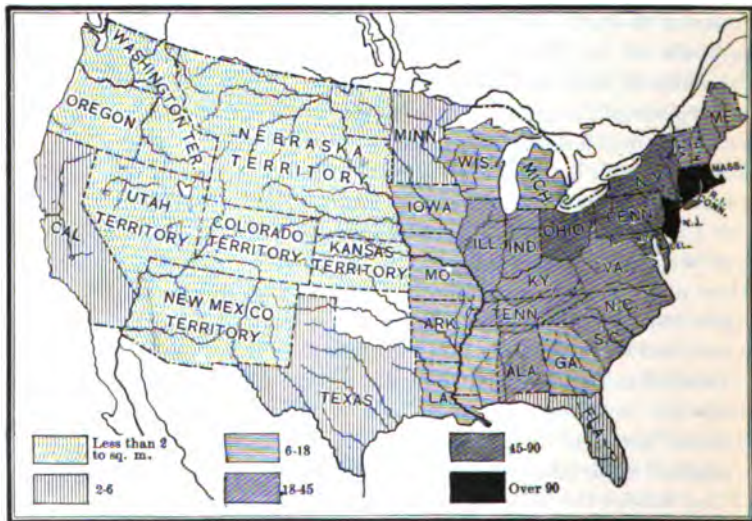 WASHINGTON TER.
OREGON
NEBRASKA
TERRITORY
MINN
WIS.
MICH
ME.
N.Y.
MASS.
CONN.
N.J.
PENN.
DEL.
OHIO
IOWA
UTAH
TERRITORY
COLORADO
TERRITORY
KANSAS
TERRITORY
CAL
ILL
IND
MO.
KY.
VA.
NEW MEXICO
TERRITORY
ARK
TENN.
N.C.
S.C.
TEXAS
LA.
ALA.
GA.
FLA.
Less than 2
to sq. m.
6-18
45-90
2-6
18-45
Over 90